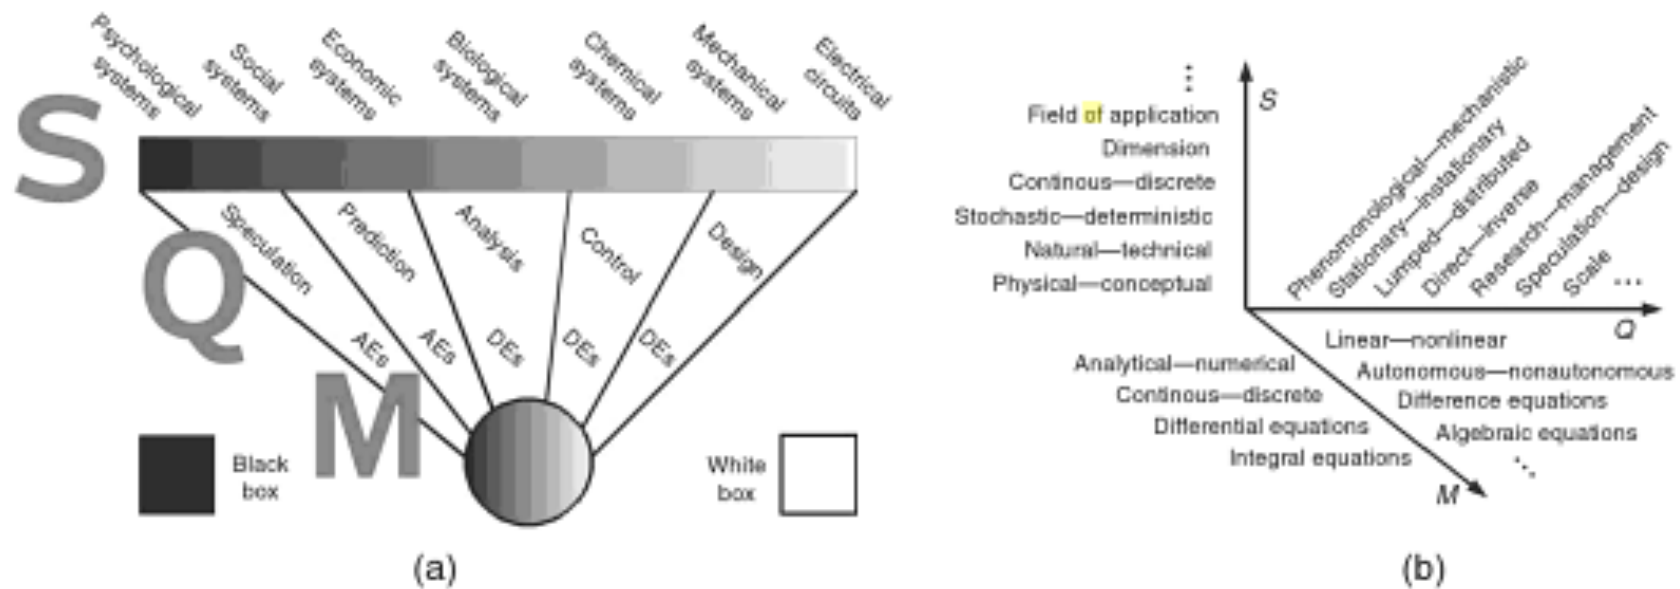 Psychological
systems
Social
systems
Economic
systems
Biological
systems
Chemical
systems
Mechanical
systems
Electrical
circuits
S
Q
M
Speculation
Prediction
Analysis
Control
Design
AEs
AEs
DEs
DEs
DEs
Black
box
White
box
(a)
S
Field of application
Dimension
Continous—discrete
Stochastic—deterministic
Natural—technical
Physical—conceptual
Phenomonological—mechanistic
Stationary—instationary
Lumped—distributed
Direct—inverse
Research—management
Speculation—design
Scale
...
Q
Analytical—numerical
Continous—discrete
Differential equations
Integral equations
Linear—nonlinear
Autonomous—nonautonomous
Difference equations
Algebraic equations
M
(b)